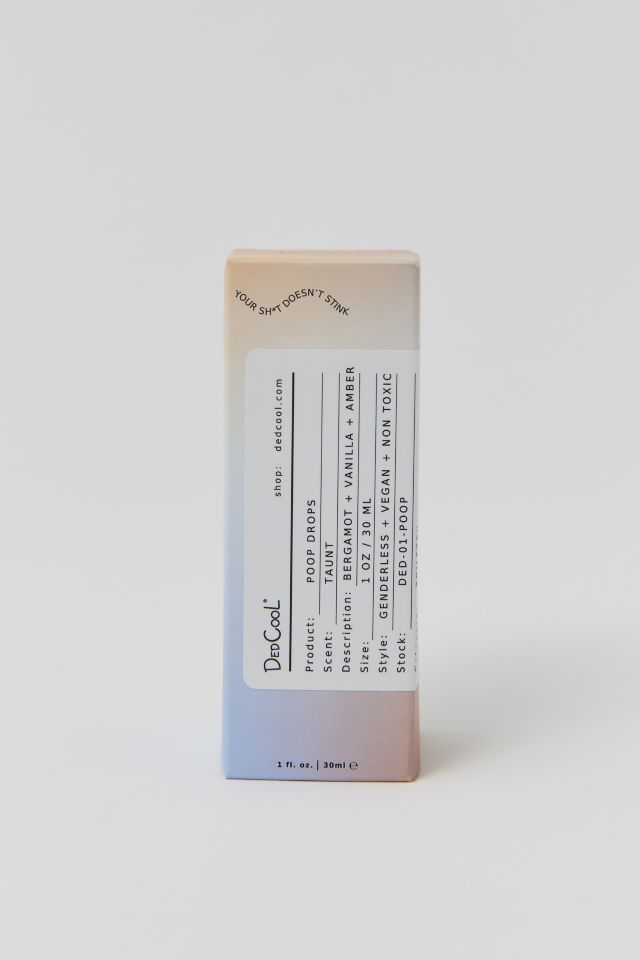 YOUR SH*T DOESN'T STINK
DEDCOOL®
shop: dedcool.com
Product: POOP DROPS
Scent: TAUNT
Description: BERGAMOT + VANILLA + AMBER
Size: 1 OZ / 30 ML
Style: GENDERLESS + VEGAN + NON TOXIC
Stock: DED-01-POOP
1 fl. oz. | 30ml ℮